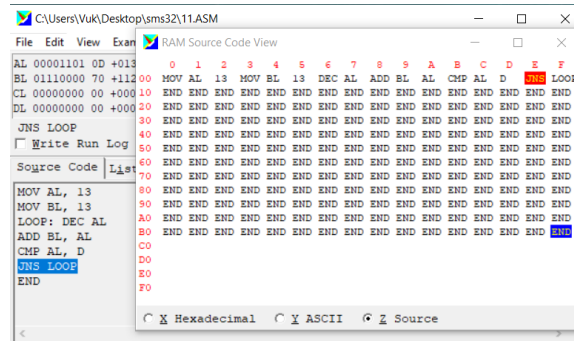 C:\Users\Vuk\Desktop\sms32\11.ASM
File Edit View Exan
AL 00001101 0D +013
BL 01110000 70 +112
CL 00000000 00 +000
DL 00000000 00 +000
JNS LOOP
Write Run Log
Source Code List
MOV AL, 13
MOV BL, 13
LOOP: DEC AL
ADD BL, AL
CMP AL, D
JNS LOOP
END
RAM Source Code View
0 1 2 3 4 5 6 7 8 9 A B C D E F
00 MOV AL 13 MOV BL 13 DEC AL ADD BL AL CMP AL D JNS LOOP
10 END END END END END END END END END END END END END END END END
20 END END END END END END END END END END END END END END END END
30 END END END END END END END END END END END END END END END END
40 END END END END END END END END END END END END END END END END
50 END END END END END END END END END END END END END END END END
60 END END END END END END END END END END END END END END END END
70 END END END END END END END END END END END END END END END END
80 END END END END END END END END END END END END END END END END
90 END END END END END END END END END END END END END END END END
A0 END END END END END END END END END END END END END END END END
B0 END END END END END END END END END END END END END END END END
C0
D0
E0
F0
X Hexadecimal Y ASCII Z Source